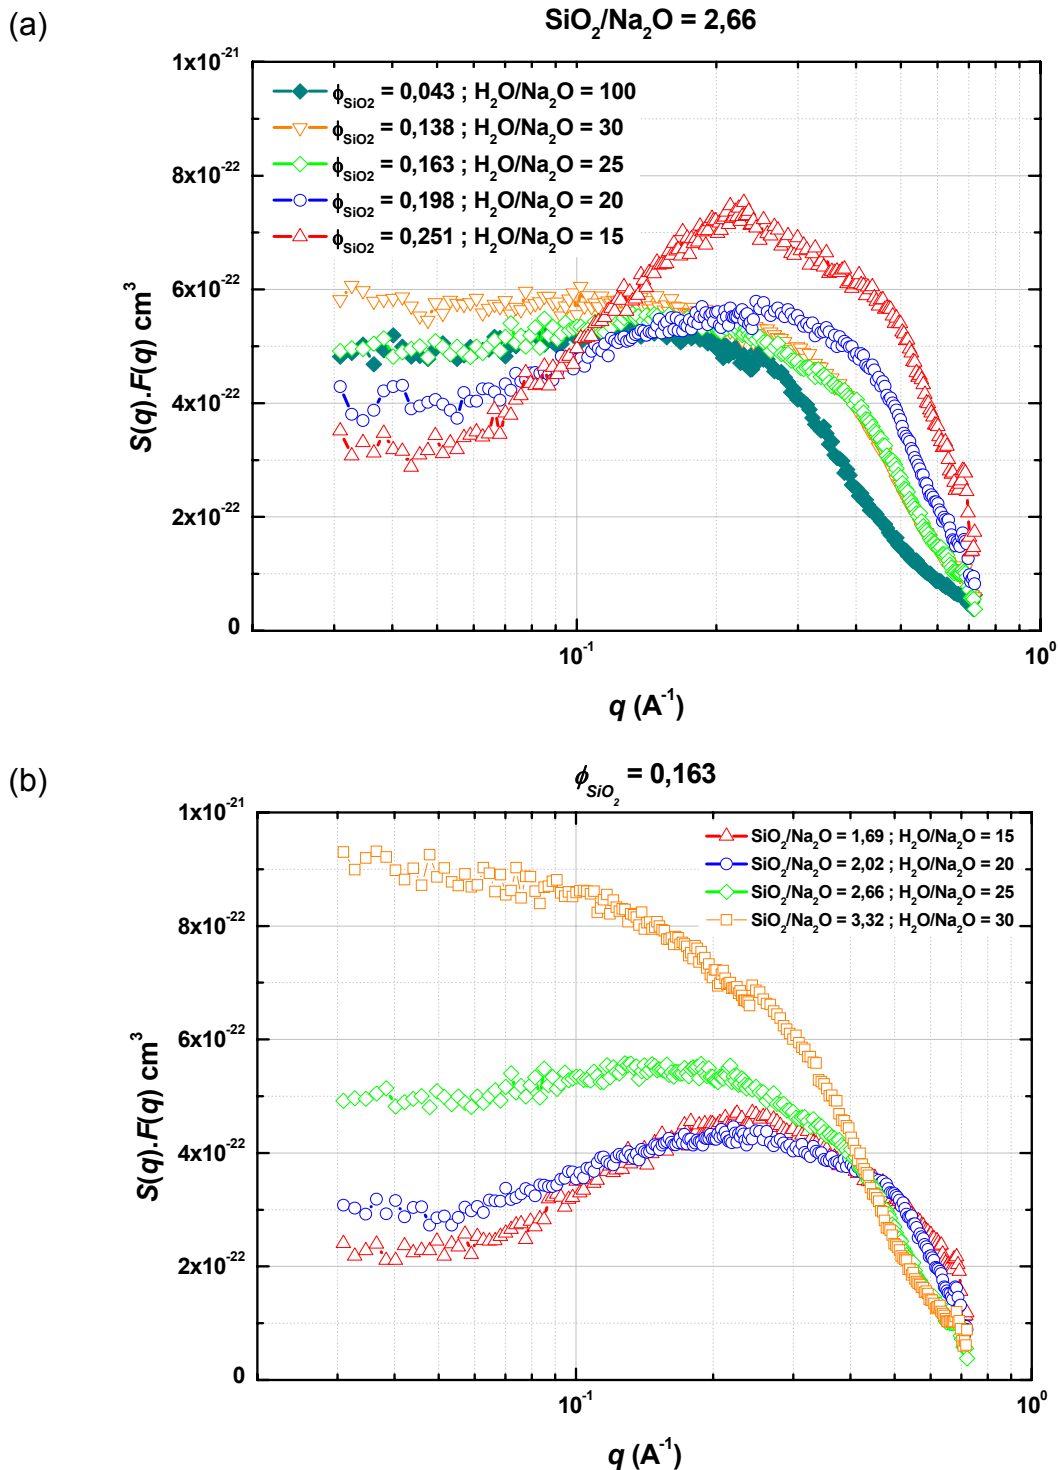 (a)
SiO₂/Na₂O = 2,66
1x10⁻²¹
8x10⁻²²
6x10⁻²²
4x10⁻²²
2x10⁻²²
0
S(q).F(q) cm³
ϕSiO2 = 0,043 ; H₂O/Na₂O = 100
ϕSiO2 = 0,138 ; H₂O/Na₂O = 30
ϕSiO2 = 0,163 ; H₂O/Na₂O = 25
ϕSiO2 = 0,198 ; H₂O/Na₂O = 20
ϕSiO2 = 0,251 ; H₂O/Na₂O = 15
10⁻¹ 10⁰
q (A⁻¹)
(b)
ϕSiO₂ = 0,163
1x10⁻²¹
8x10⁻²²
6x10⁻²²
4x10⁻²²
2x10⁻²²
0
S(q).F(q) cm³
SiO₂/Na₂O = 1,69 ; H₂O/Na₂O = 15
SiO₂/Na₂O = 2,02 ; H₂O/Na₂O = 20
SiO₂/Na₂O = 2,66 ; H₂O/Na₂O = 25
SiO₂/Na₂O = 3,32 ; H₂O/Na₂O = 30
10⁻¹ 10⁰
q (A⁻¹)